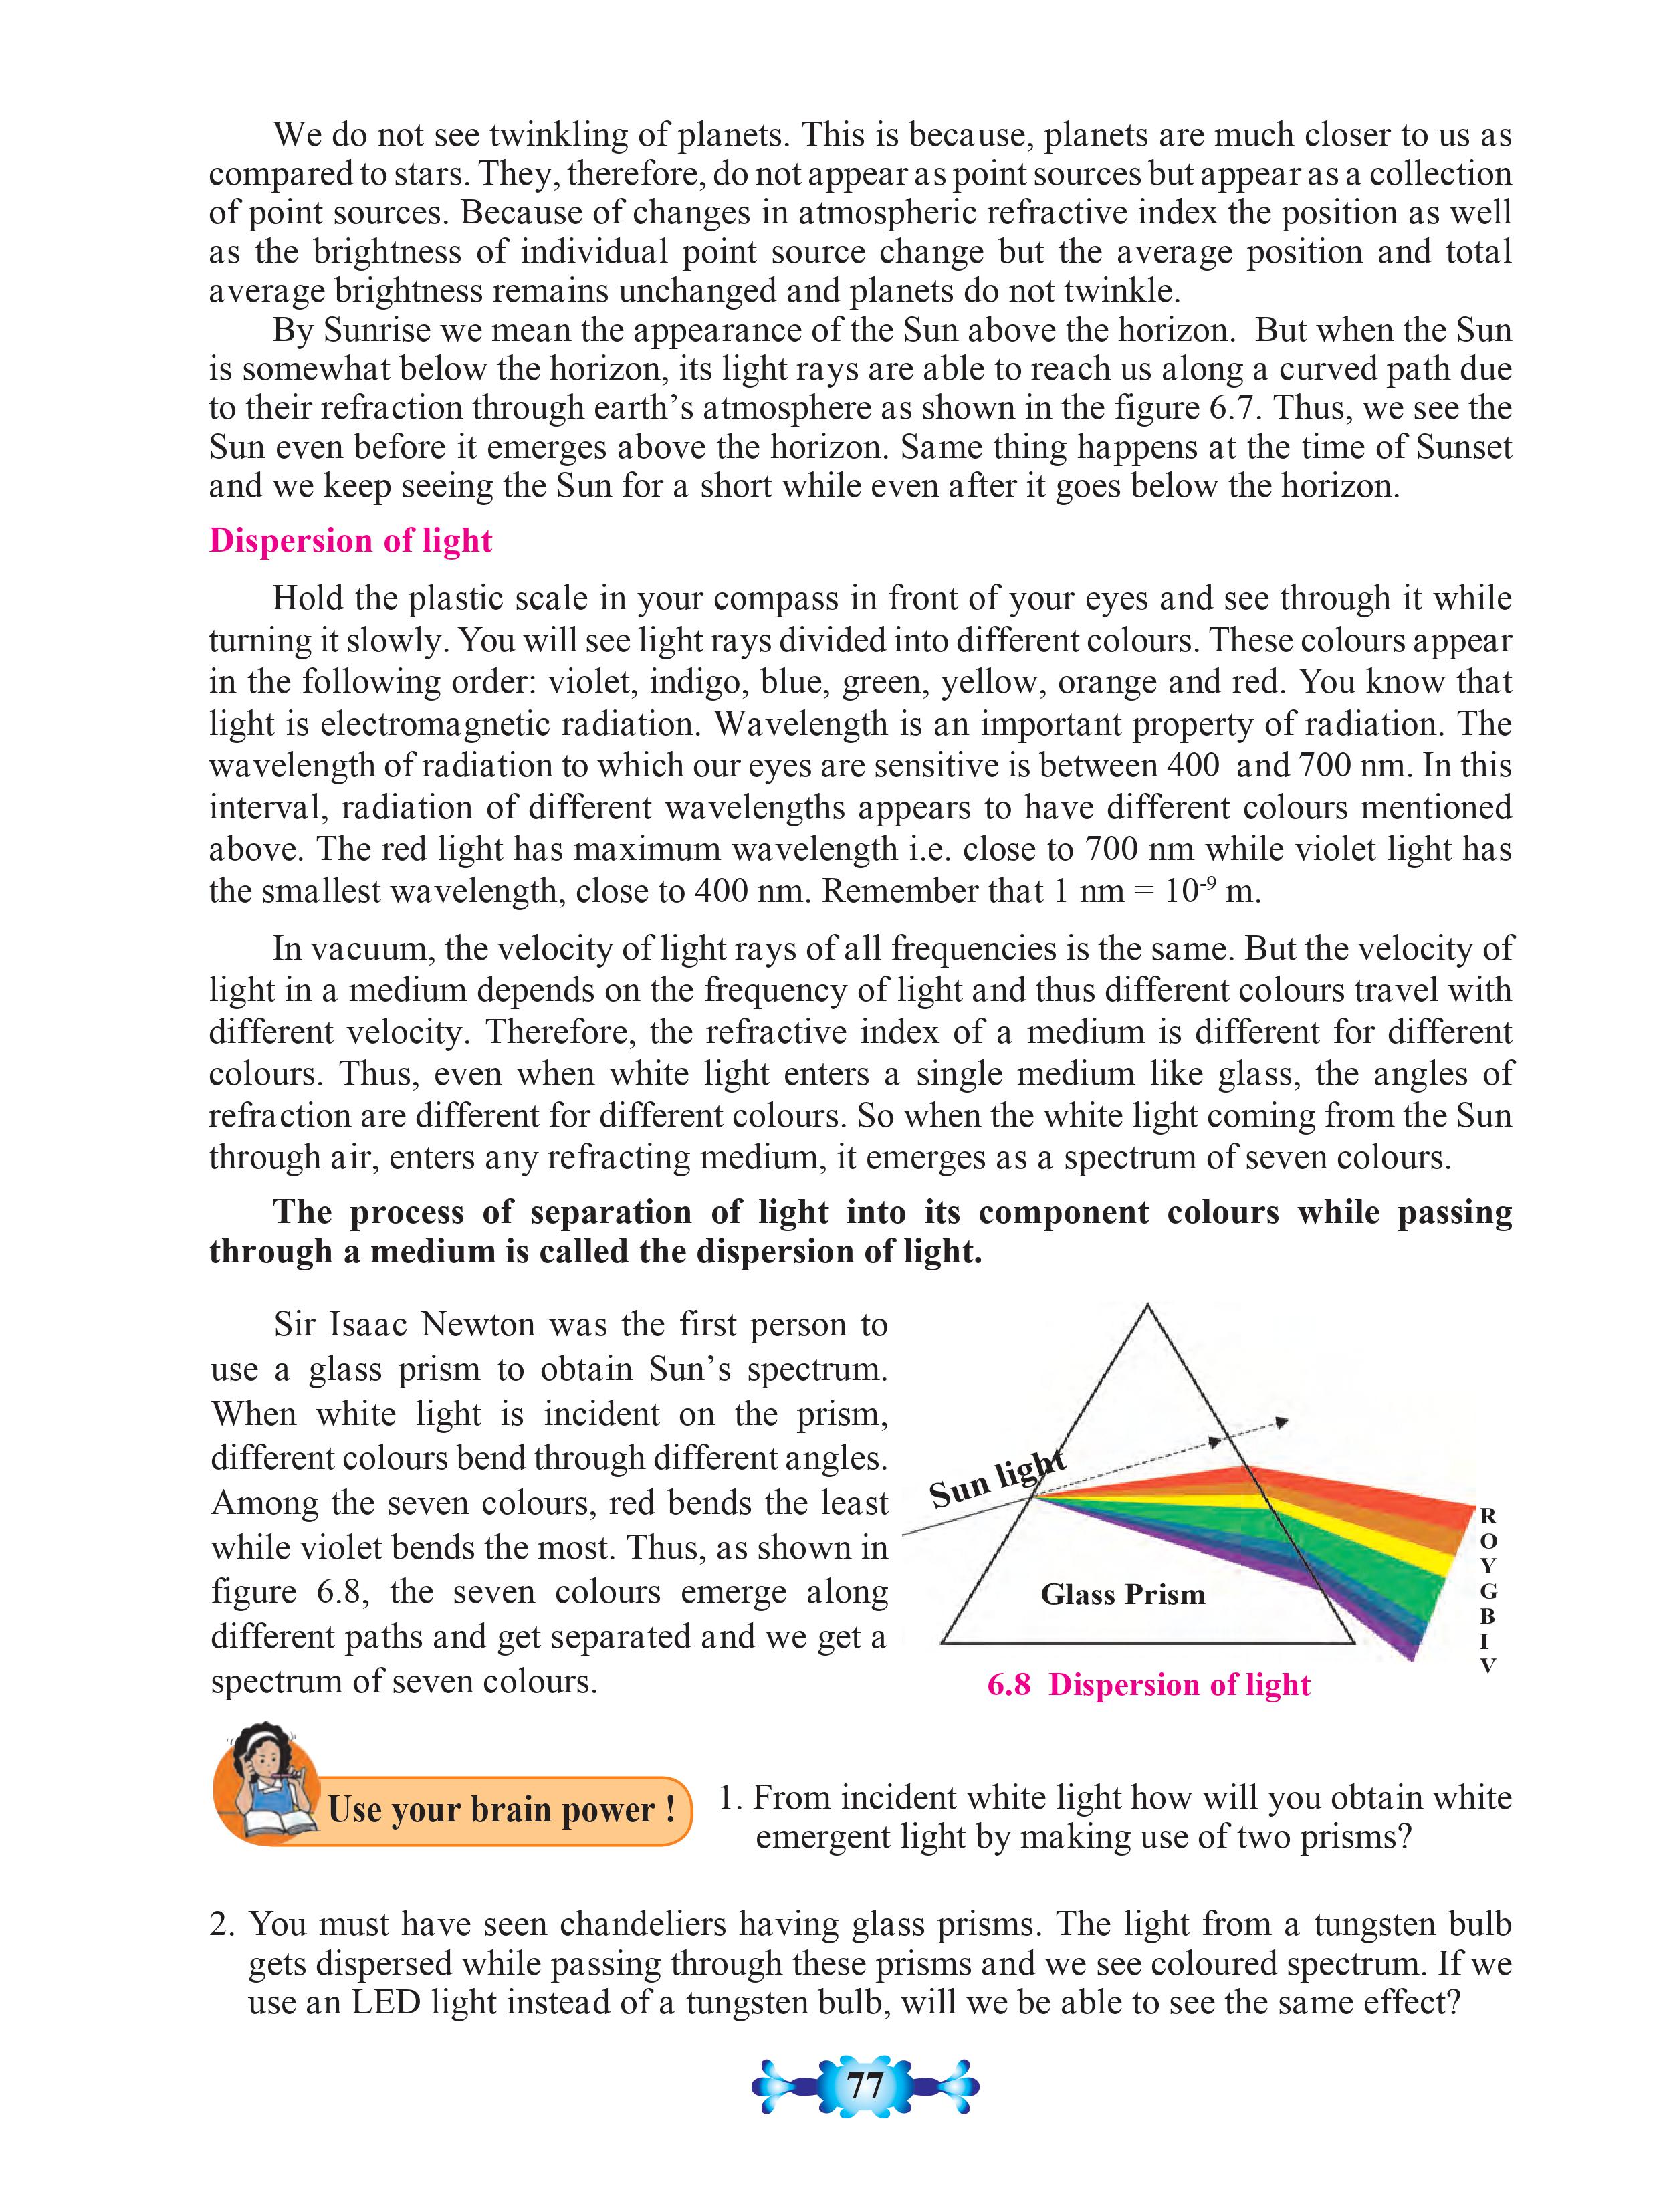 We do not see twinkling of planets. This is because, planets are much closer to us as
compared to stars. They, therefore, do not appear as point sources but appear as a collection
of point sources. Because of changes in atmospheric refractive index the position as well
as the brightness of individual point source change but the average position and total
average brightness remains unchanged and planets do not twinkle.
By Sunrise we mean the appearance of the Sun above the horizon. But when the Sun
is somewhat below the horizon, its light rays are able to reach us along a curved path due
to their refraction through earth’s atmosphere as shown in the figure 6.7. Thus, we see the
Sun even before it emerges above the horizon. Same thing happens at the time of Sunset
and we keep seeing the Sun for a short while even after it goes below the horizon.
Dispersion of light
Hold the plastic scale in your compass in front of your eyes and see through it while
turning it slowly. You will see light rays divided into different colours. These colours appear
in the following order: violet, indigo, blue, green, yellow, orange and red. You know that
light is electromagnetic radiation. Wavelength is an important property of radiation. The
wavelength of radiation to which our eyes are sensitive is between 400 and 700 nm. In this
interval, radiation of different wavelengths appears to have different colours mentioned
above. The red light has maximum wavelength i.e. close to 700 nm while violet light has
the smallest wavelength, close to 400 nm. Remember that 1 nm = 10⁻⁹ m.
In vacuum, the velocity of light rays of all frequencies is the same. But the velocity of
light in a medium depends on the frequency of light and thus different colours travel with
different velocity. Therefore, the refractive index of a medium is different for different
colours. Thus, even when white light enters a single medium like glass, the angles of
refraction are different for different colours. So when the white light coming from the Sun
through air, enters any refracting medium, it emerges as a spectrum of seven colours.
The process of separation of light into its component colours while passing
through a medium is called the dispersion of light.
Sir Isaac Newton was the first person to
use a glass prism to obtain Sun’s spectrum.
When white light is incident on the prism,
different colours bend through different angles.
Among the seven colours, red bends the least
while violet bends the most. Thus, as shown in
figure 6.8, the seven colours emerge along
different paths and get separated and we get a
spectrum of seven colours.
Sun light
Glass Prism
R
O
Y
G
B
I
V
6.8 Dispersion of light
Use your brain power !
1. From incident white light how will you obtain white
emergent light by making use of two prisms?
2. You must have seen chandeliers having glass prisms. The light from a tungsten bulb
gets dispersed while passing through these prisms and we see coloured spectrum. If we
use an LED light instead of a tungsten bulb, will we be able to see the same effect?
77